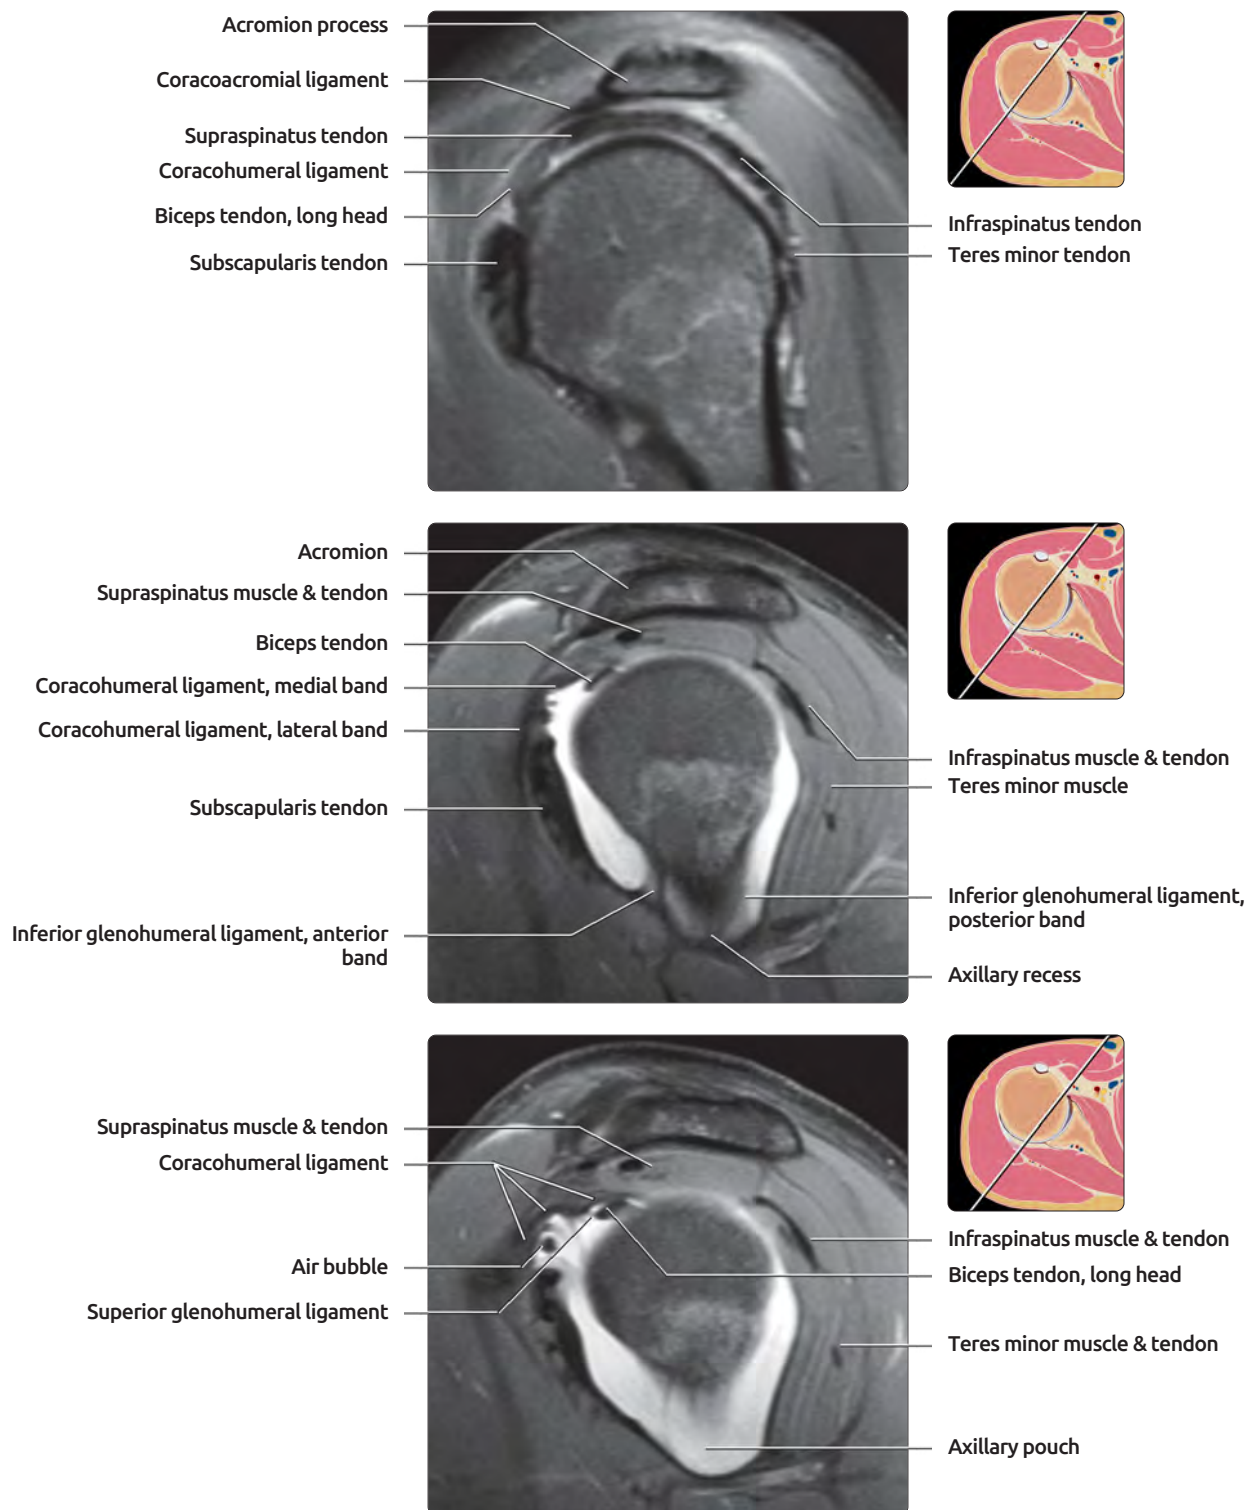 Acromion process
Coracoacromial ligament
Supraspinatus tendon
Coracohumeral ligament
Biceps tendon, long head
Subscapularis tendon
Infraspinatus tendon
Teres minor tendon
Acromion
Supraspinatus muscle & tendon
Biceps tendon
Coracohumeral ligament, medial band
Coracohumeral ligament, lateral band
Subscapularis tendon
Inferior glenohumeral ligament, anterior
band
Infraspinatus muscle & tendon
Teres minor muscle
Inferior glenohumeral ligament,
posterior band
Axillary recess
Supraspinatus muscle & tendon
Coracohumeral ligament
Air bubble
Superior glenohumeral ligament
Infraspinatus muscle & tendon
Biceps tendon, long head
Teres minor muscle & tendon
Axillary pouch